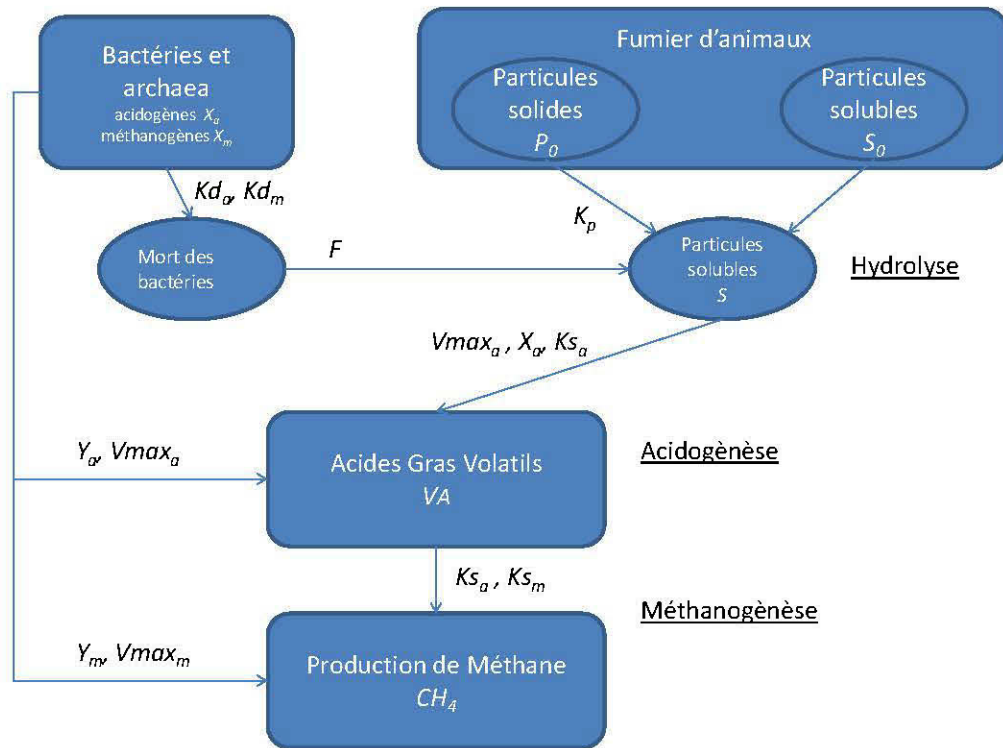 Bactéries et
archaea
acidogènes Xₐ
méthanogènes Xₘ
Fumier d’animaux
Particules
solides
P₀
Particules
solubles
S₀
Kdₐ, Kdₘ
Kₚ
Mort des
bactéries
F
Particules
solubles
S
Hydrolyse
Vmaxₐ , Xₐ, Ksₐ
Yₐ, Vmaxₐ
Acides Gras Volatils
VA
Acidogènèse
Ksₐ , Ksₘ
Méthanogènèse
Yₘ, Vmaxₘ
Production de Méthane
CH₄